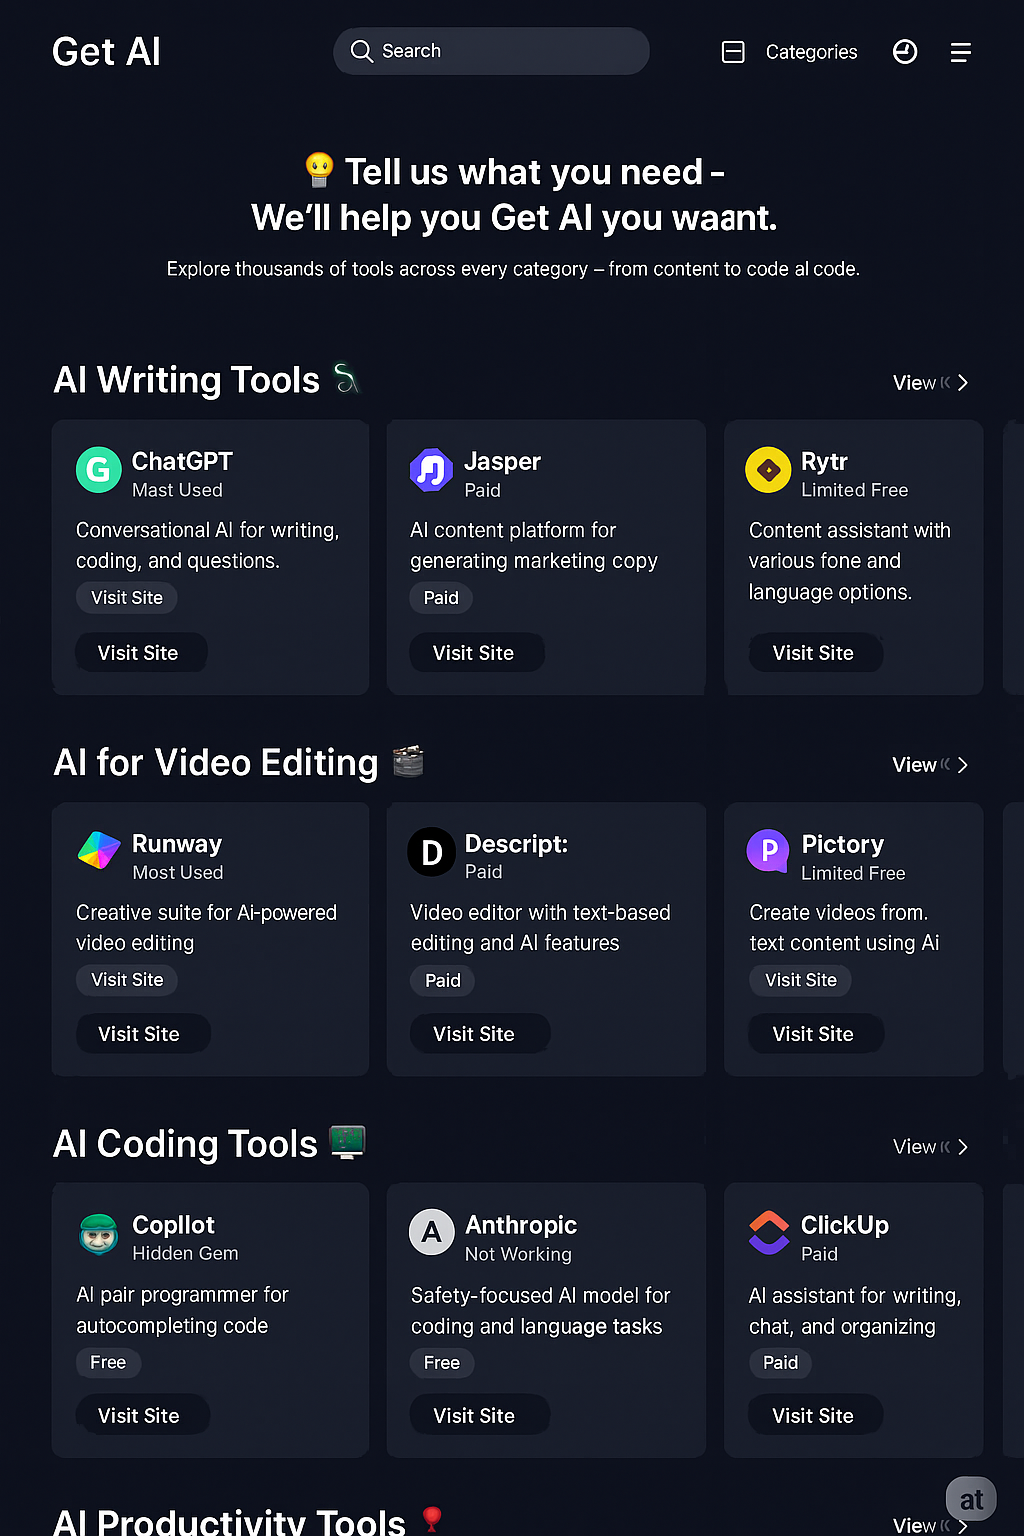 Get AI
Search
Categories
Tell us what you need -
We'll help you Get AI you waant.
Explore thousands of tools across every category – from content to code al code.
AI Writing Tools
View
G
ChatGPT
Mast Used
Conversational AI for writing,
coding, and questions.
Visit Site
Visit Site
Jasper
Paid
AI content platform for
generating marketing copy
Paid
Visit Site
Rytr
Limited Free
Content assistant with
various fone and
language options.
Visit Site
AI for Video Editing
View
Runway
Most Used
Creative suite for Ai-powered
video editing
Visit Site
Visit Site
D
Descript:
Paid
Video editor with text-based
editing and AI features
Paid
Visit Site
P
Pictory
Limited Free
Create videos from.
text content using Ai
Visit Site
Visit Site
AI Coding Tools
View
Copllot
Hidden Gem
AI pair programmer for
autocompleting code
Free
Visit Site
A
Anthropic
Not Working
Safety-focused AI model for
coding and language tasks
Free
Visit Site
ClickUp
Paid
AI assistant for writing,
chat, and organizing
Paid
Visit Site
at
AI Productivity Tools
View